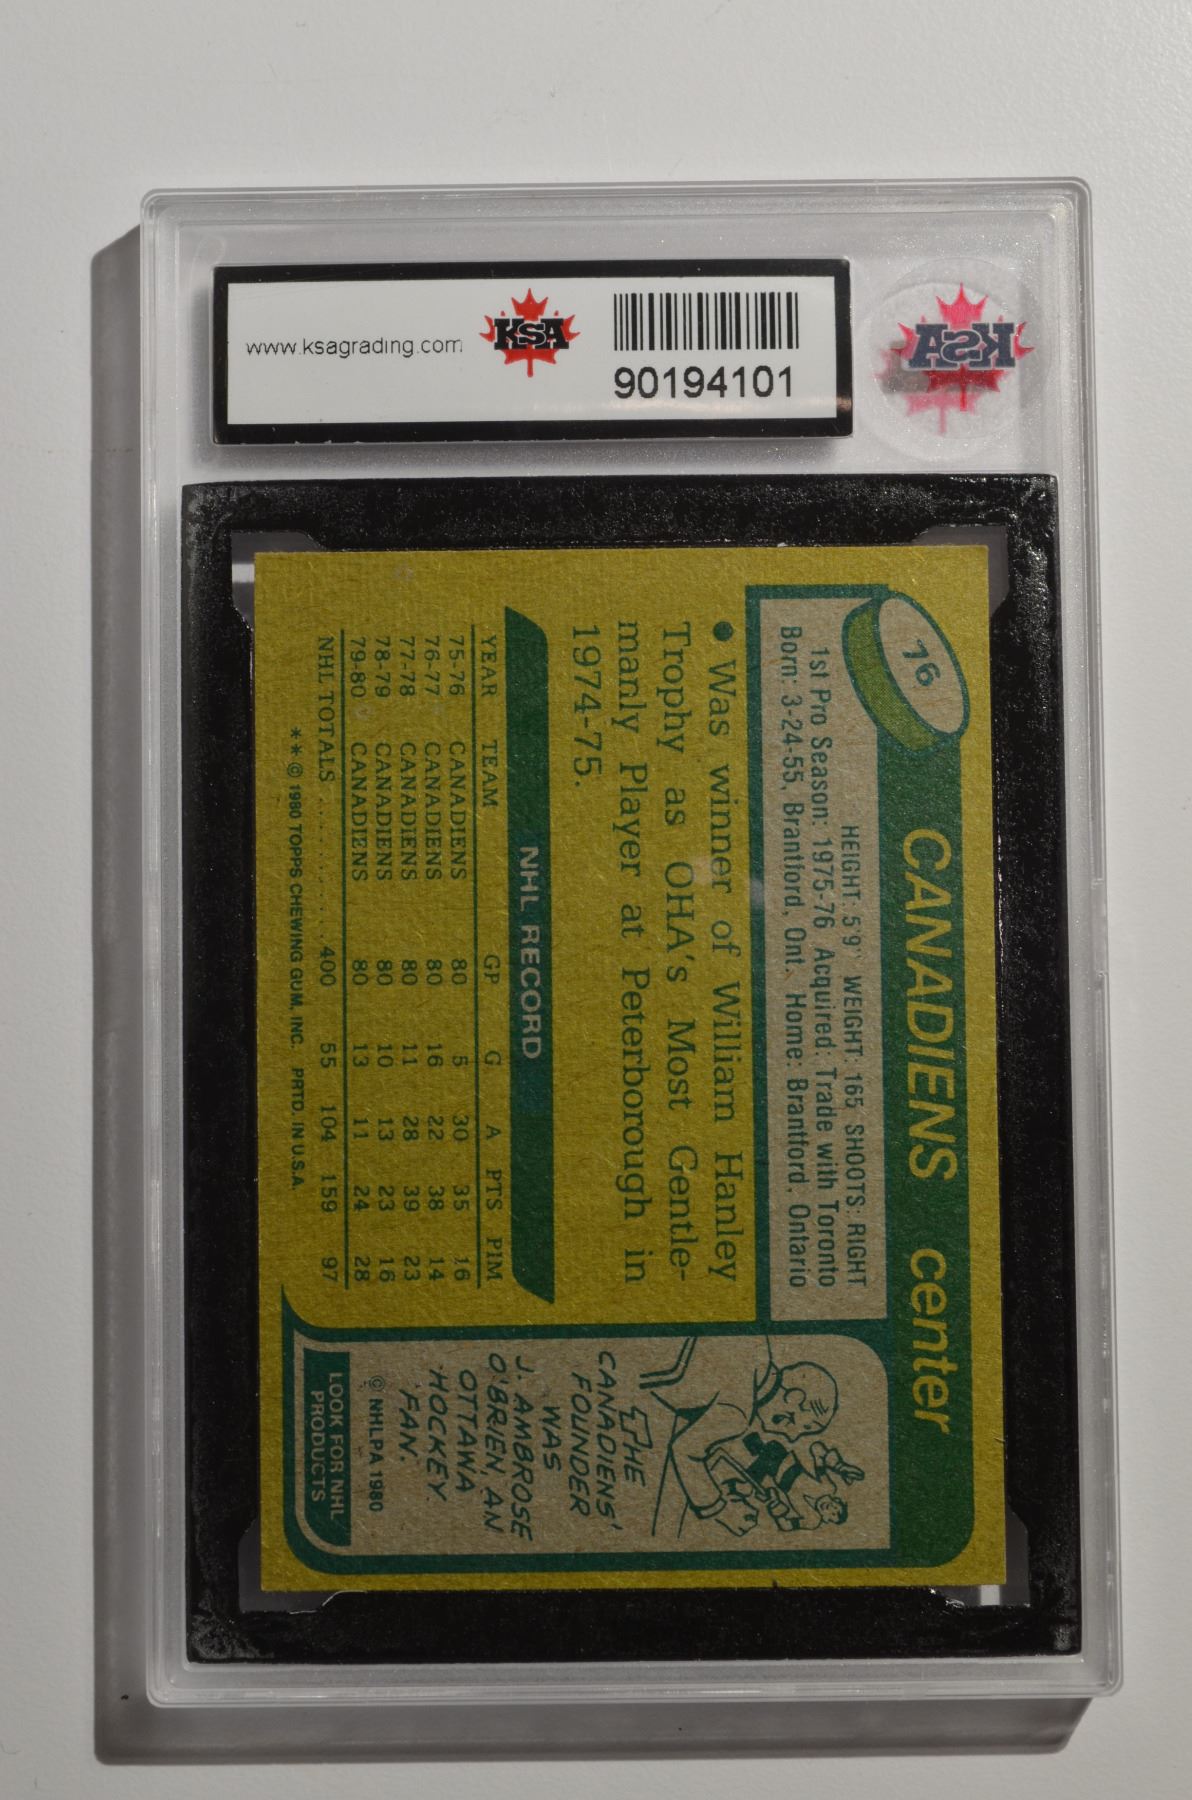 www.ksagrading.com
KSA
90194101
KSA
76
CANADIENS center
HEIGHT: 5'9" WEIGHT: 165 SHOOTS: RIGHT
1st Pro Season: 1975-76 Acquired: Trade with Toronto
Born: 3-24-55, Brantford, Ont. Home: Brantford, Ontario
• Was winner of William Hanley
Trophy as OHA's Most Gentle-
manly Player at Peterborough in
1974-75.
NHL RECORD
YEAR TEAM GP G A PTS PIM
75-76 CANADIENS 80 5 30 35 16
76-77 CANADIENS 80 16 22 38 14
77-78 CANADIENS 80 11 28 39 23
78-79 CANADIENS 80 10 13 23 16
79-80 CANADIENS 80 13 11 24 28
NHL TOTALS .......... 400 55 104 159 97
**© 1980 TOPPS CHEWING GUM, INC. PRTD. IN U.S.A.
THE
CANADIENS'
FOUNDER
WAS
J. AMBROSE
O'BRIEN, AN
OTTAWA
HOCKEY
FAN.
© NHLPA 1980
LOOK FOR NHL
PRODUCTS